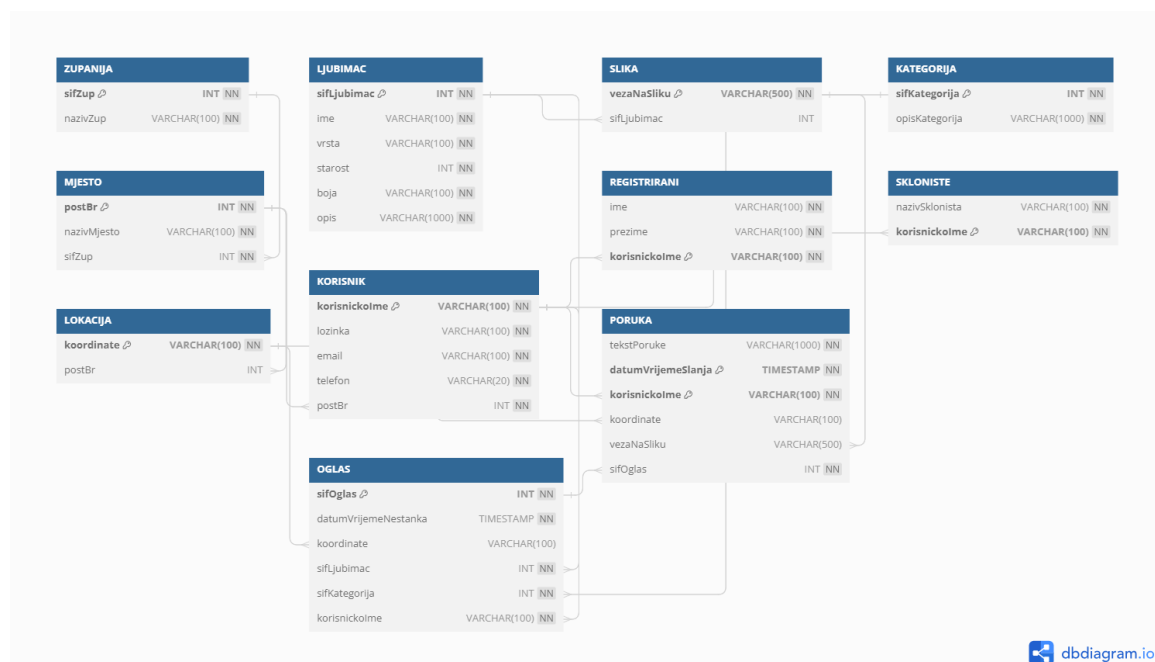 ZUPANIJA
sifZup INT NN
nazivZup VARCHAR(100) NN
MJESTO
postBr INT NN
nazivMjesto VARCHAR(100) NN
sifZup INT NN
LOKACIJA
koordinate VARCHAR(100) NN
postBr INT
LJUBIMAC
sifLjubimac INT NN
ime VARCHAR(100) NN
vrsta VARCHAR(100) NN
starost INT NN
boja VARCHAR(100) NN
opis VARCHAR(1000) NN
KORISNIK
korisnickoIme VARCHAR(100) NN
lozinka VARCHAR(100) NN
email VARCHAR(100) NN
telefon VARCHAR(20) NN
postBr INT NN
OGLAS
sifOglas INT NN
datumVrijemeNestanka TIMESTAMP NN
koordinate VARCHAR(100)
sifLjubimac INT NN
sifKategorija INT NN
korisnickoIme VARCHAR(100) NN
SLIKA
vezaNaSliku VARCHAR(500) NN
sifLjubimac INT
REGISTRIRANI
ime VARCHAR(100) NN
prezime VARCHAR(100) NN
korisnickoIme VARCHAR(100) NN
PORUKA
tekstPoruke VARCHAR(1000) NN
datumVrijemeSlanja TIMESTAMP NN
korisnickoIme VARCHAR(100) NN
koordinate VARCHAR(100)
vezaNaSliku VARCHAR(500)
sifOglas INT NN
KATEGORIJA
sifKategorija INT NN
opisKategorija VARCHAR(1000) NN
SKLONISTE
nazivSklonista VARCHAR(100) NN
korisnickoIme VARCHAR(100) NN
dbdiagram.io